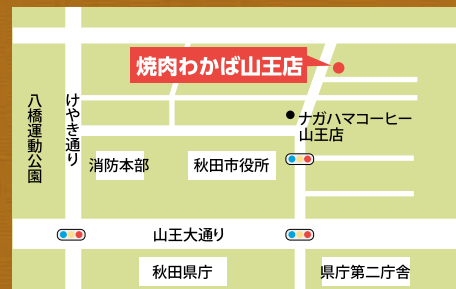 焼肉わかば山王店
八橋運動公園
けやき通り
ナガハマコーヒー
山王店
消防本部
秋田市役所
山王大通り
秋田県庁
県庁第二庁舎